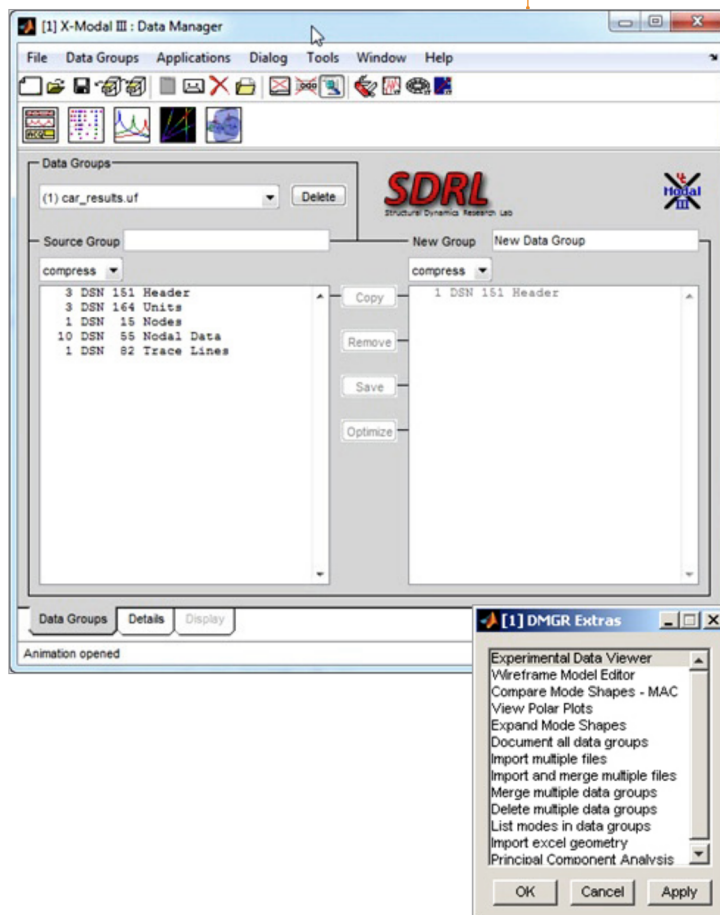 [1] X-Modal III : Data Manager
File Data Groups Applications Dialog Tools Window Help
Data Groups
(1) car_results.uf
Delete
SDRL
Structural Dynamics Research Lab
UC
Modal
III
Source Group
New Group New Data Group
compress
compress
3 DSN 151 Header
3 DSN 164 Units
1 DSN 15 Nodes
10 DSN 55 Nodal Data
1 DSN 82 Trace Lines
Copy
Remove
Save
Optimize
1 DSN 151 Header
Data Groups Details Display
Animation opened
[1] DMGR Extras
Experimental Data Viewer
Wireframe Model Editor
Compare Mode Shapes - MAC
View Polar Plots
Expand Mode Shapes
Document all data groups
Import multiple files
Import and merge multiple files
Merge multiple data groups
Delete multiple data groups
List modes in data groups
Import excel geometry
Principal Component Analysis
OK Cancel Apply